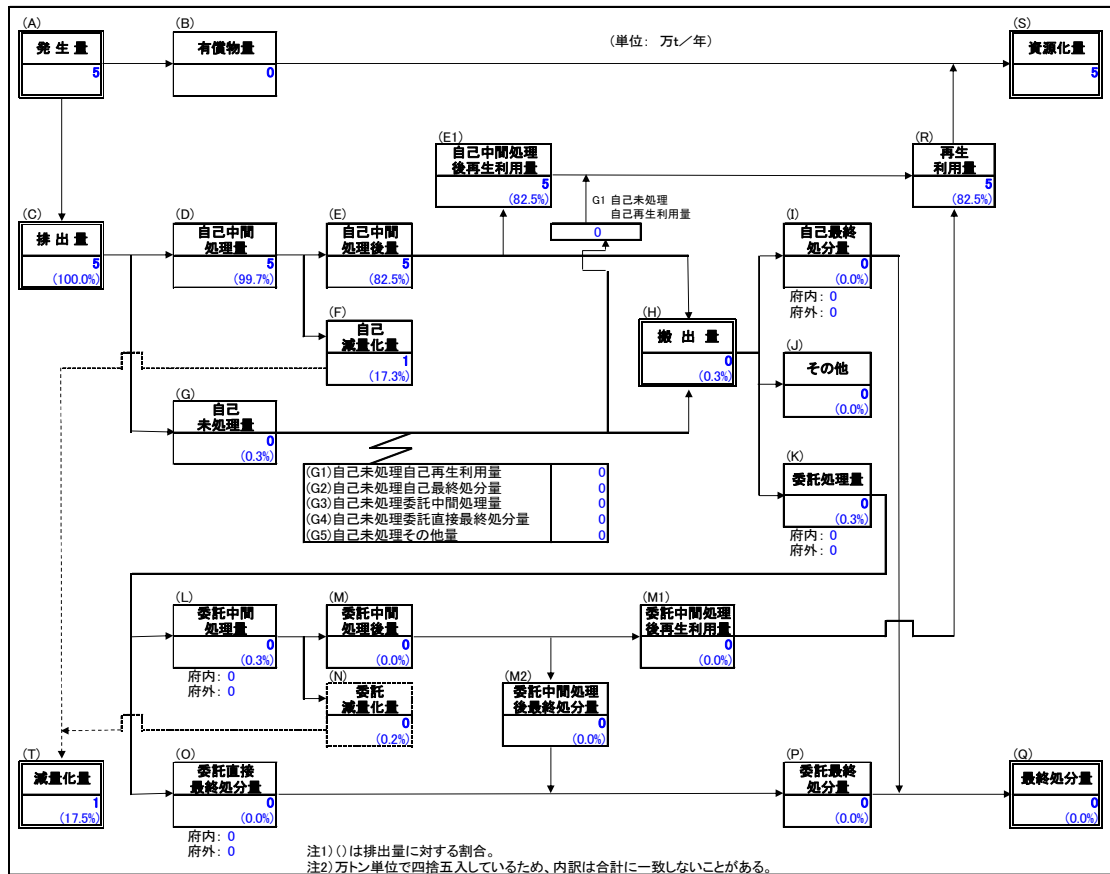 (A)
発 生 量
5
(B)
有償物量
0
(単位: 万t／年)
(S)
資源化量
5
(E1)
自己中間処理
後再生利用量
5
(82.5%)
(R)
再生
利用量
5
(82.5%)
G1 自己未処理
自己再生利用量
0
(C)
排 出 量
5
(100.0%)
(D)
自己中間
処理量
5
(99.7%)
(E)
自己中間
処理後量
5
(82.5%)
(I)
自己最終
処分量
0
(0.0%)
府内: 0
府外: 0
(F)
自己
減量化量
1
(17.3%)
(H)
搬 出 量
0
(0.3%)
(J)
その他
0
(0.0%)
(G)
自己
未処理量
0
(0.3%)
(G1)自己未処理自己再生利用量 0
(G2)自己未処理自己最終処分量 0
(G3)自己未処理委託中間処理量 0
(G4)自己未処理委託直接最終処分量 0
(G5)自己未処理その他量 0
(K)
委託処理量
0
(0.3%)
府内: 0
府外: 0
(L)
委託中間
処理量
0
(0.3%)
府内: 0
府外: 0
(M)
委託中間
処理後量
0
(0.0%)
(M1)
委託中間処理
後再生利用量
0
(0.0%)
(N)
委託
減量化量
0
(0.2%)
(M2)
委託中間処理
後最終処分量
0
(0.0%)
(T)
減量化量
1
(17.5%)
(O)
委託直接
最終処分量
0
(0.0%)
府内: 0
府外: 0
(P)
委託最終
処分量
0
(0.0%)
(Q)
最終処分量
0
(0.0%)
注1)()は排出量に対する割合。
注2)万トン単位で四捨五入しているため、内訳は合計に一致しないことがある。